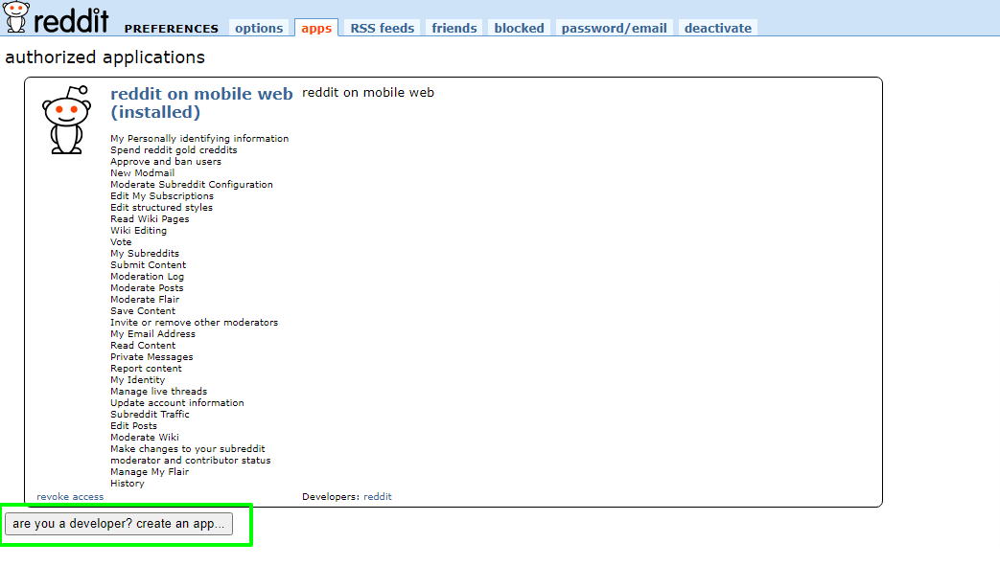 reddit PREFERENCES options apps RSS feeds friends blocked password/email deactivate
authorized applications
reddit on mobile web (installed)
reddit on mobile web
My Personally identifying information
Spend reddit gold creddits
Approve and ban users
New Modmail
Moderate Subreddit Configuration
Edit My Subscriptions
Edit structured styles
Read Wiki Pages
Wiki Editing
Vote
My Subreddits
Submit Content
Moderation Log
Moderate Posts
Moderate Flair
Save Content
Invite or remove other moderators
My Email Address
Read Content
Private Messages
Report content
My Identity
Manage live threads
Update account information
Subreddit Traffic
Edit Posts
Moderate Wiki
Make changes to your subreddit
moderator and contributor status
Manage My Flair
History
revoke access
Developers: reddit
are you a developer? create an app...